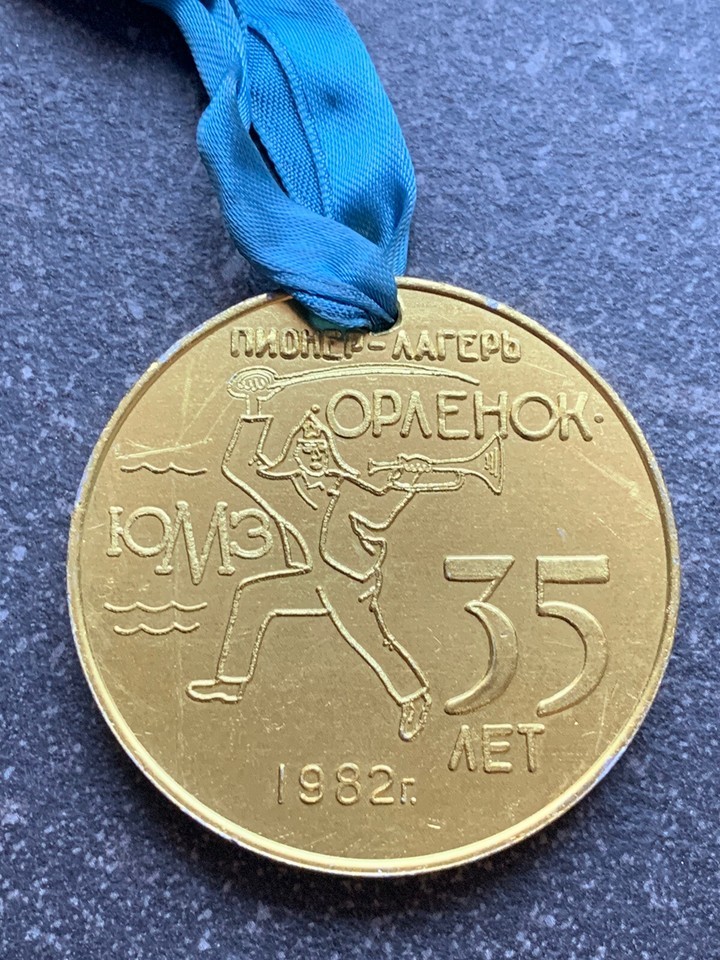 ПИОНЕР-ЛАГЕРЬ
ОРЛЕНОК·
ЮМЗ
35
ЛЕТ
1982г.